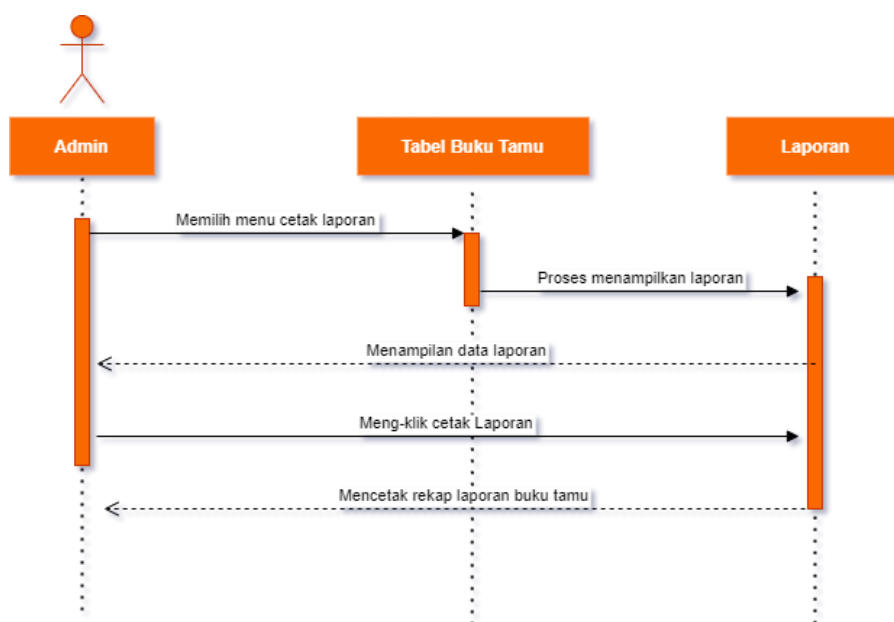 Admin
Tabel Buku Tamu
Laporan
Memilih menu cetak laporan
Proses menampilkan laporan
Menampilan data laporan
Meng-klik cetak Laporan
Mencetak rekap laporan buku tamu